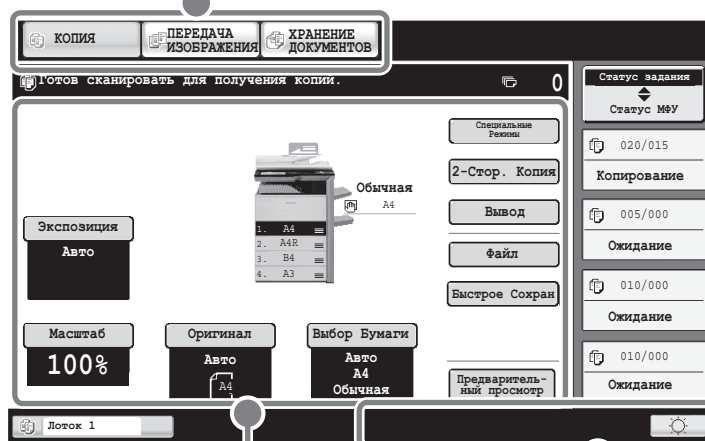 КОПИЯ
ПЕРЕДАЧА
ИЗОБРАЖЕНИЯ
ХРАНЕНИЕ
ДОКУМЕНТОВ
Готов сканировать для получения копии.
0
Специальные
Режимы
2-Стор. Копия
Вывод
Файл
Быстрое Сохран
Предваритель-
ный просмотр
Обычная
A4
1. A4
2. A4R
3. B4
4. A3
Экспозиция
Авто
Масштаб
100%
Оригинал
Авто
A4
Выбор Бумаги
Авто
A4
Обычная
Статус задания
Статус МФУ
020/015
Копирование
005/000
Ожидание
010/000
Ожидание
010/000
Ожидание
Лоток 1